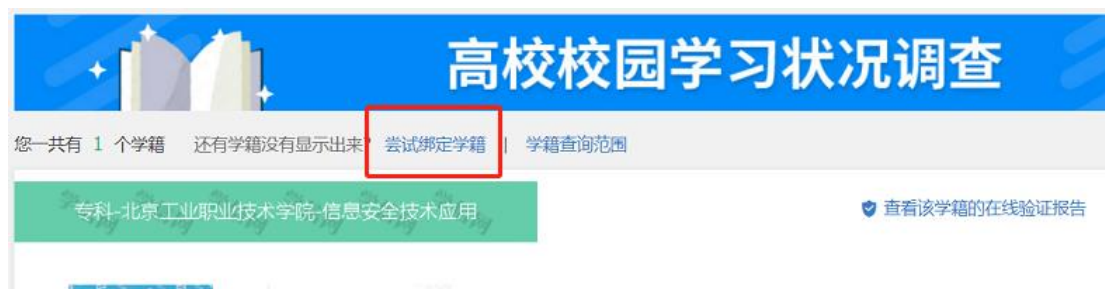 高校校园学习状况调查
您一共有 1 个学籍 还有学籍没有显示出来? 尝试绑定学籍 | 学籍查询范围
专科-北京工业职业技术学院-信息安全技术应用
查看该学籍的在线验证报告